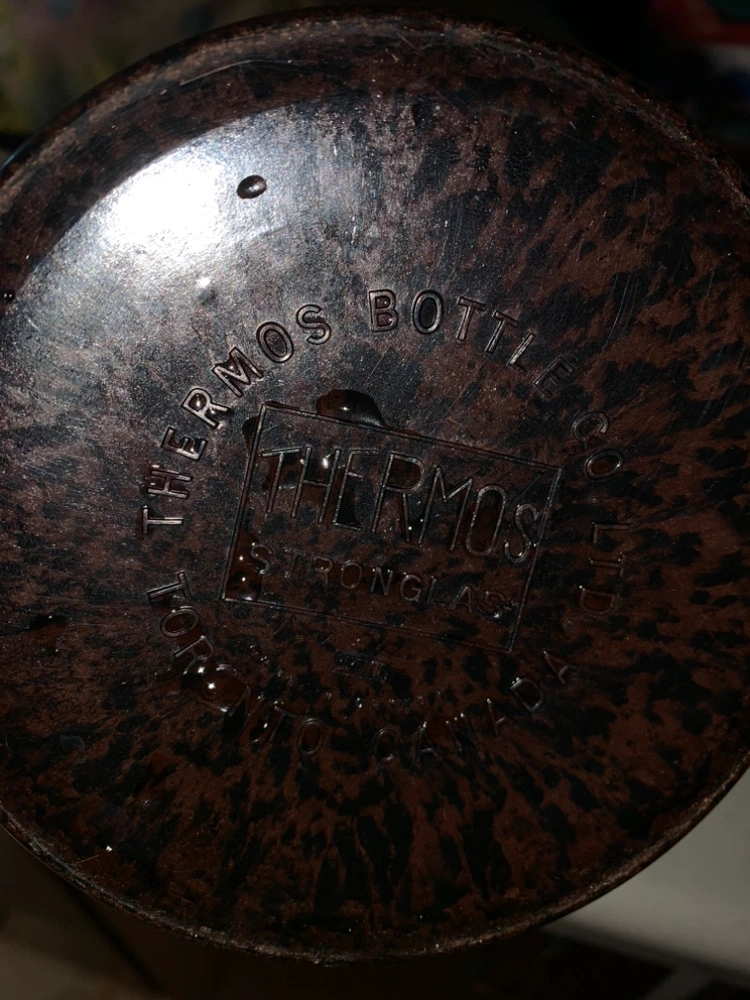 THERMOS BOTTLE CO. LTD
THERMOS
STRONGLAS
TORONTO CANADA